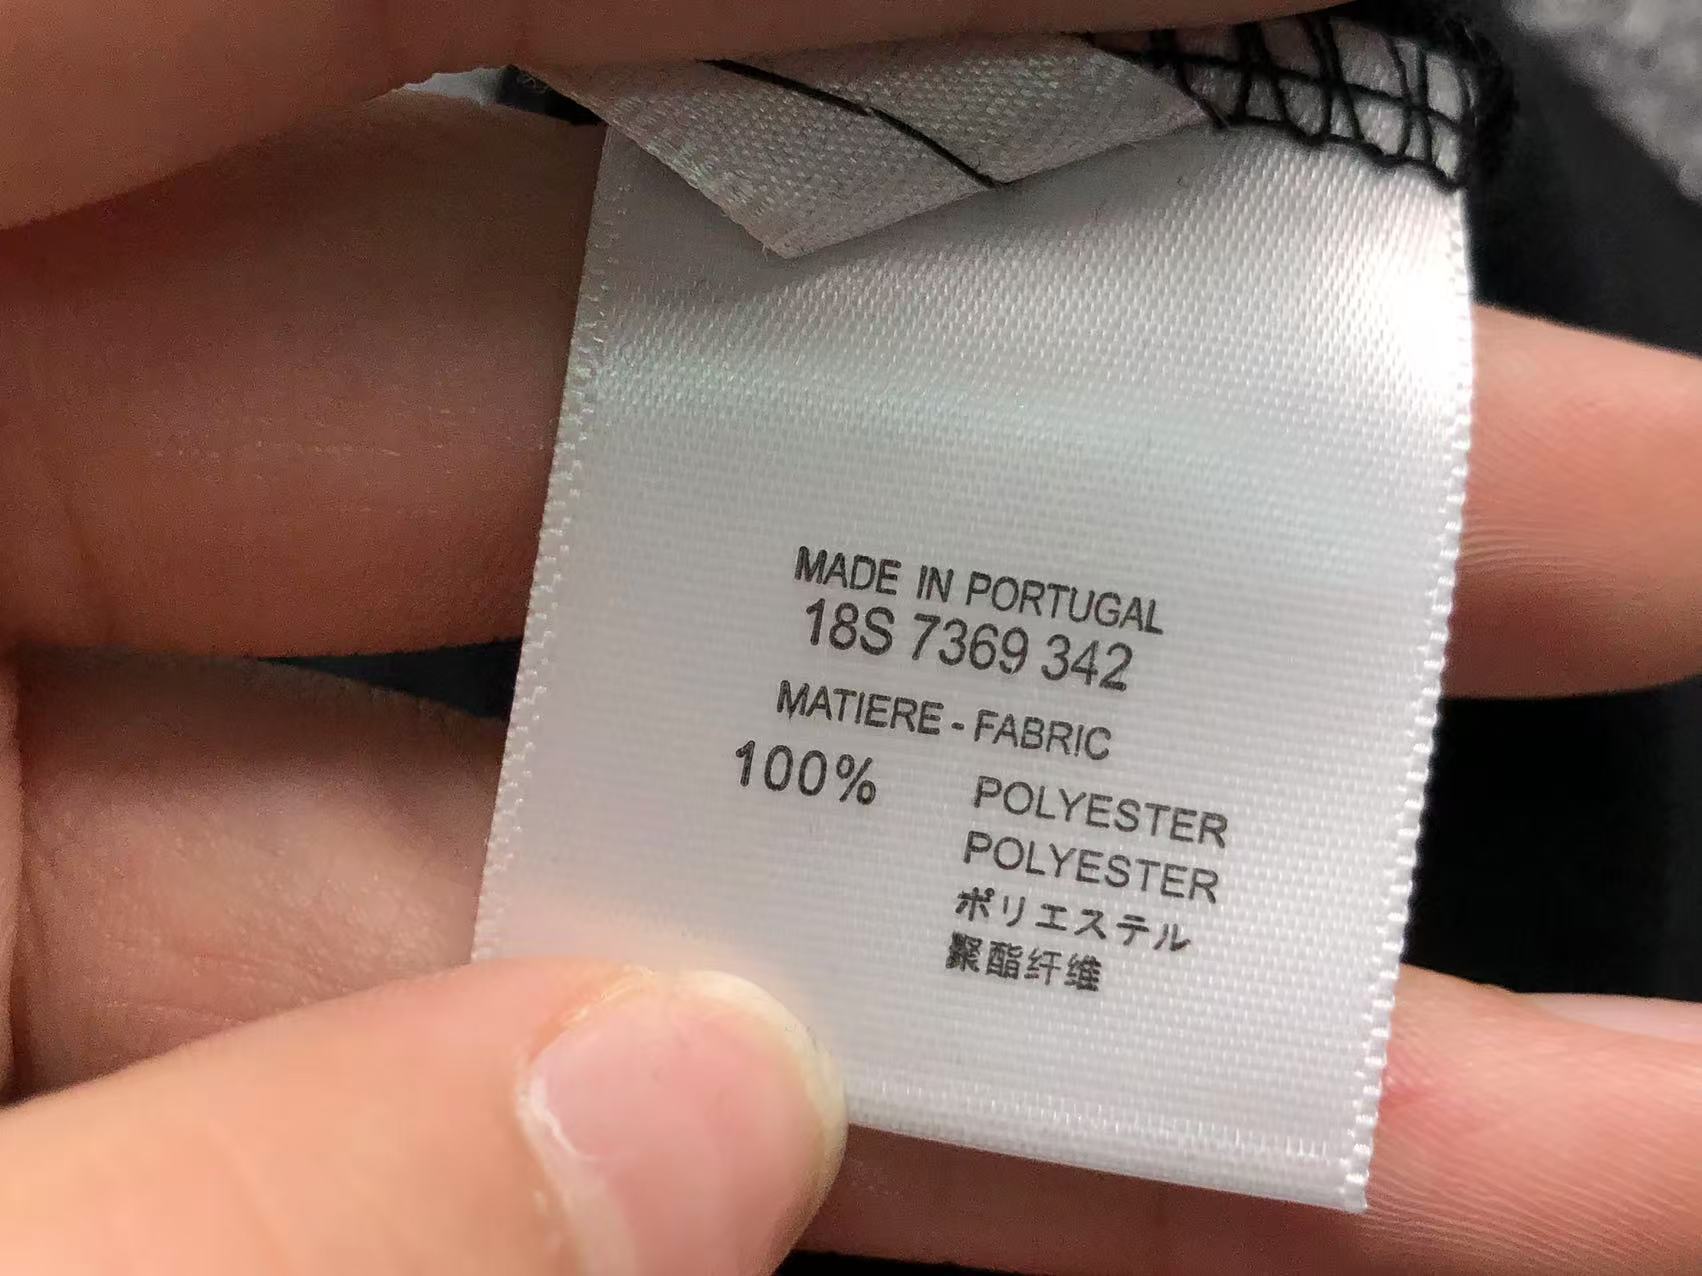 MADE IN PORTUGAL
18S 7369 342
MATIERE - FABRIC
100% POLYESTER
POLYESTER
ポリエステル
聚酯纤维